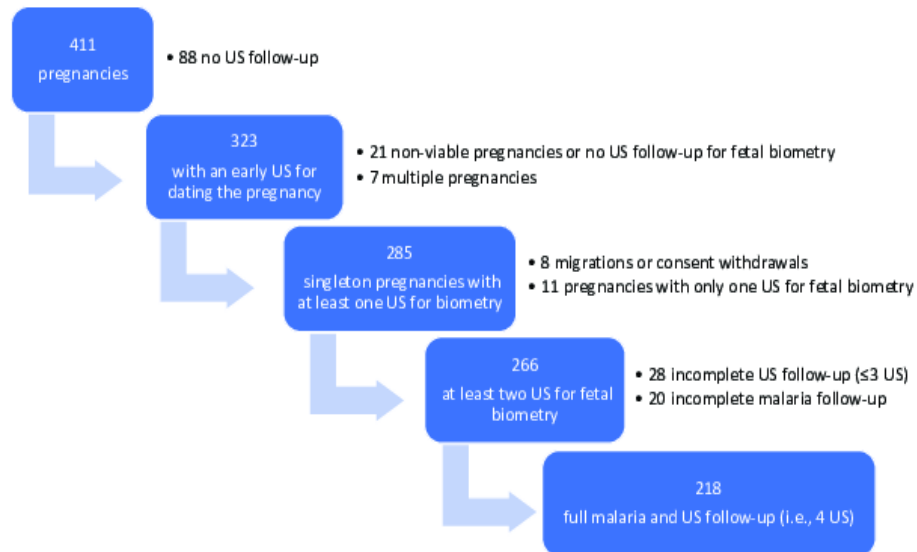 411
pregnancies
• 88 no US follow-up
323
with an early US for
dating the pregnancy
• 21 non-viable pregnancies or no US follow-up for fetal biometry
• 7 multiple pregnancies
285
singleton pregnancies with
at least one US for biometry
• 8 migrations or consent withdrawals
• 11 pregnancies with only one US for fetal biometry
266
at least two US for fetal
biometry
• 28 incomplete US follow-up (≤3 US)
• 20 incomplete malaria follow-up
218
full malaria and US follow-up (i.e., 4 US)